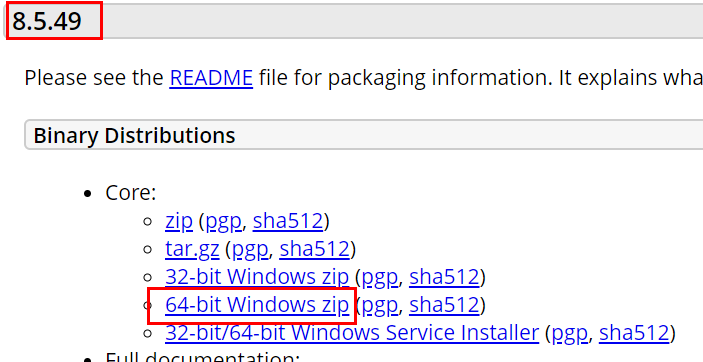 8.5.49
Please see the README file for packaging information. It explains wha
Binary Distributions
Core:
zip (pgp, sha512)
tar.gz (pgp, sha512)
32-bit Windows zip (pgp, sha512)
64-bit Windows zip (pgp, sha512)
32-bit/64-bit Windows Service Installer (pgp, sha512)
Full documentation: